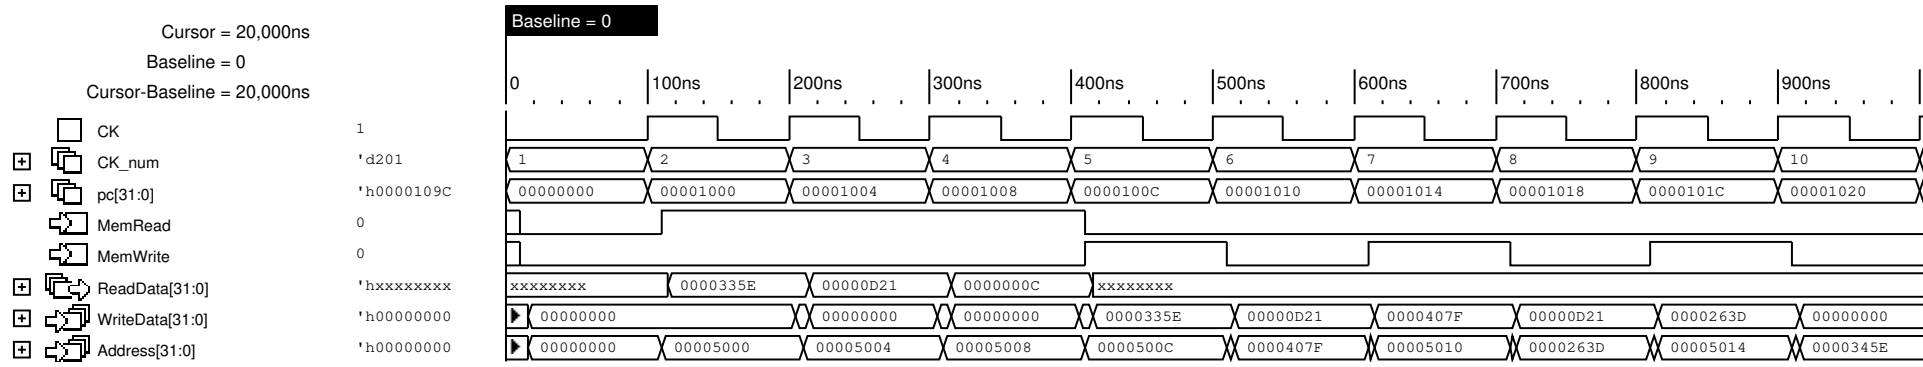 Baseline = 0
Cursor = 20,000ns
Baseline = 0
Cursor-Baseline = 20,000ns
0 100ns 200ns 300ns 400ns 500ns 600ns 700ns 800ns 900ns
CK 1
CK_num 'd201 1 2 3 4 5 6 7 8 9 10
pc[31:0] 'h0000109C 00000000 00001000 00001004 00001008 0000100C 00001010 00001014 00001018 0000101C 00001020
MemRead 0
MemWrite 0
ReadData[31:0] 'hxxxxxxxx xxxxxxxx 0000335E 00000D21 0000000C xxxxxxxx
WriteData[31:0] 'h00000000 00000000 00000000 00000000 0000335E 00000D21 0000407F 00000D21 0000263D 00000000
Address[31:0] 'h00000000 00000000 00005000 00005004 00005008 0000500C 0000407F 00005010 0000263D 00005014 0000345E